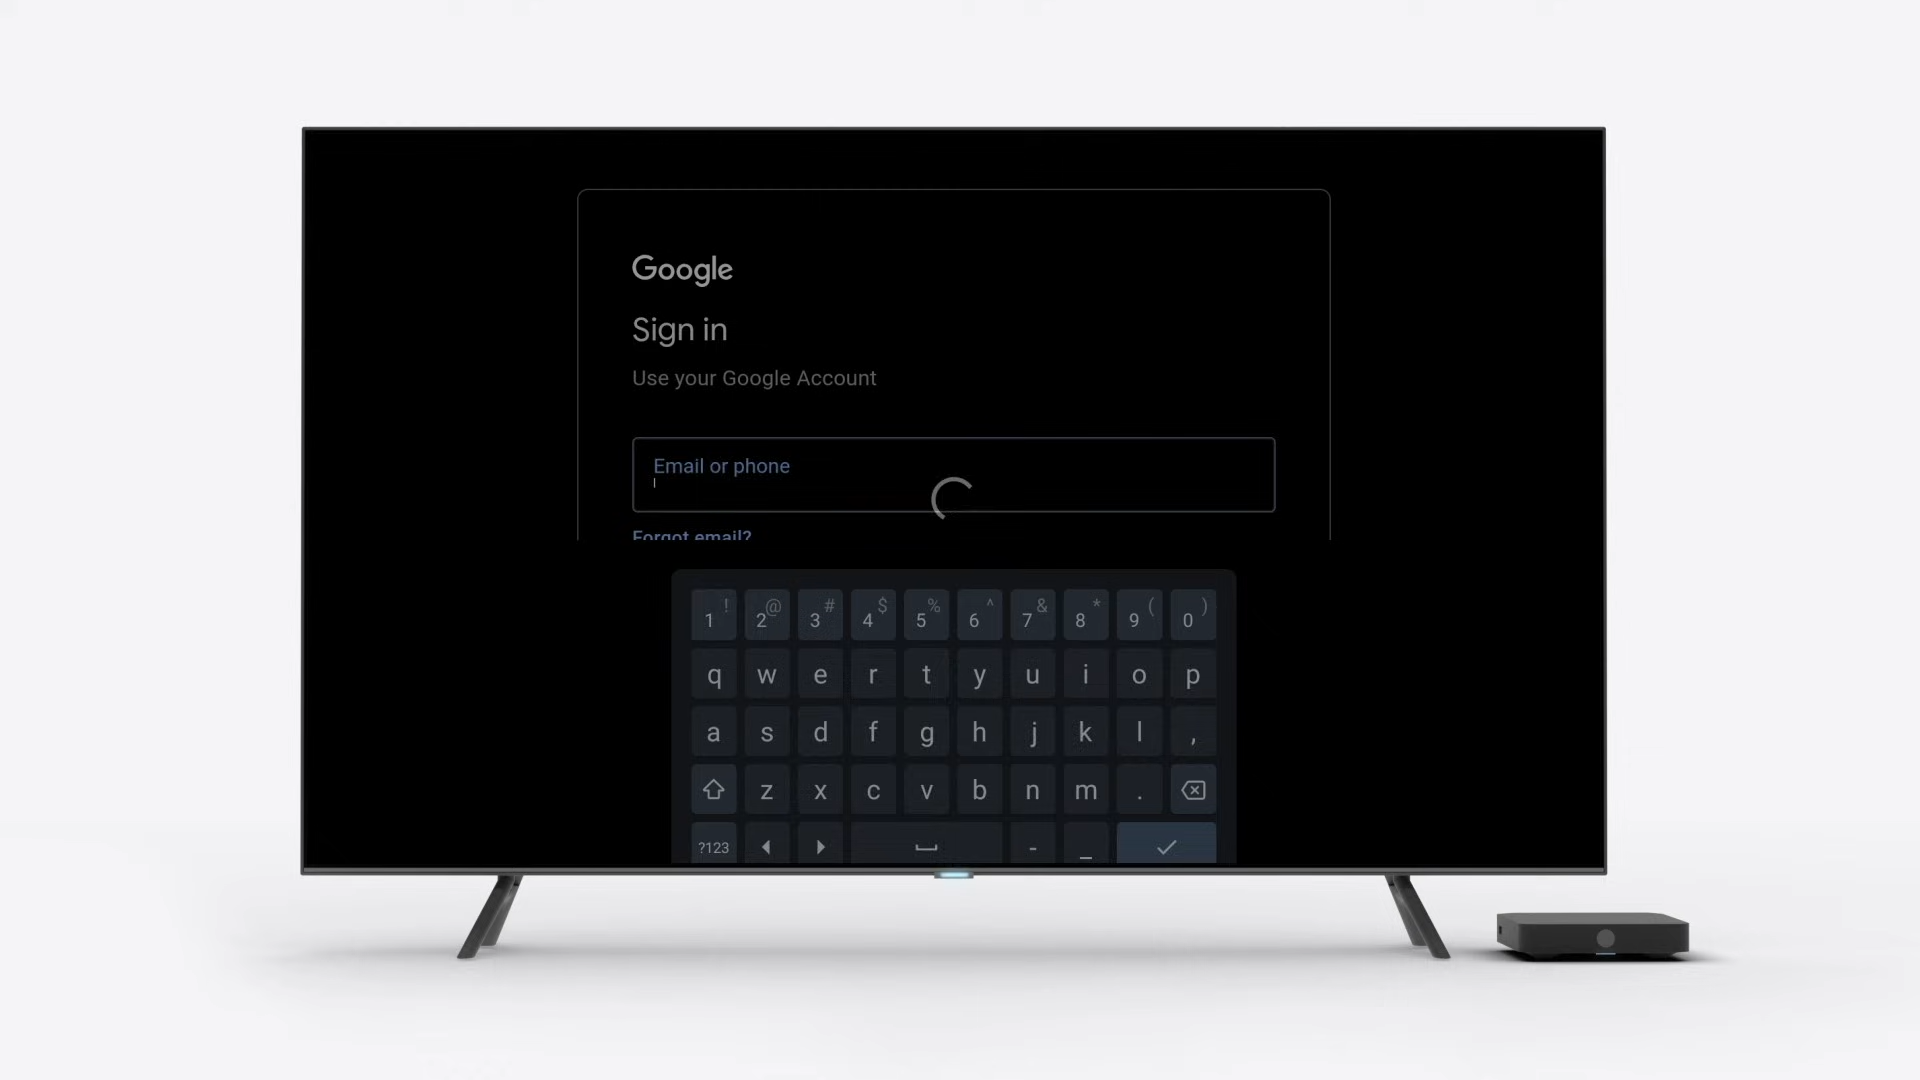 Google
Sign in
Use your Google Account
Email or phone
Forgot email?
1 ! 2 @ 3 # 4 $ 5 % 6 ^ 7 & 8 * 9 ( 0 )
q w e r t y u i o p
a s d f g h j k l ,
z x c v b n m .
?123 - _